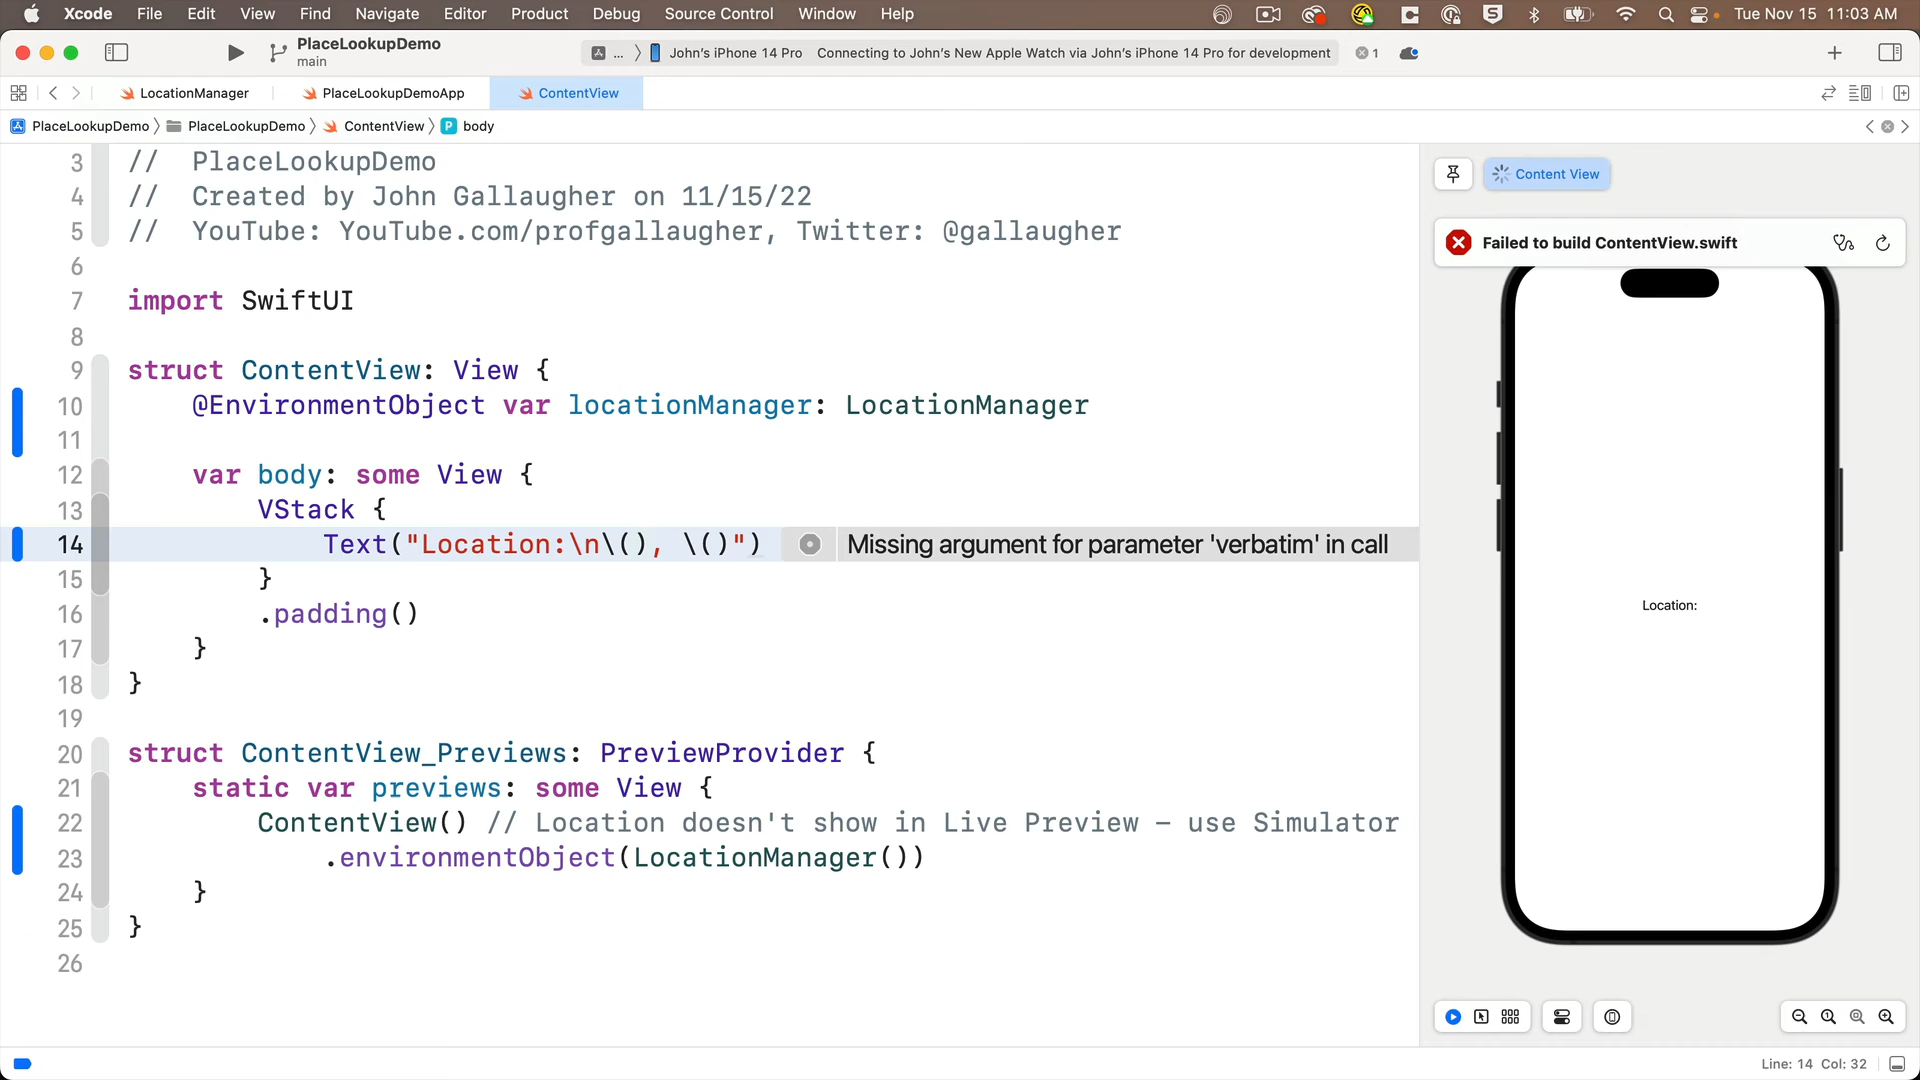 Xcode File Edit View Find Navigate Editor Product Debug Source Control Window Help Tue Nov 15 11:03 AM
PlaceLookupDemo
main
... John's iPhone 14 Pro Connecting to John's New Apple Watch via John's iPhone 14 Pro for development 1
LocationManager PlaceLookupDemoApp ContentView
PlaceLookupDemo PlaceLookupDemo ContentView P body
3 // PlaceLookupDemo
4 // Created by John Gallaugher on 11/15/22
5 // YouTube: YouTube.com/profgallaugher, Twitter: @gallaugher
6
7 import SwiftUI
8
9 struct ContentView: View {
10 @EnvironmentObject var locationManager: LocationManager
11
12 var body: some View {
13 VStack {
14 Text("Location:\n\(), \()") Missing argument for parameter 'verbatim' in call
15 }
16 .padding()
17 }
18 }
19
20 struct ContentView_Previews: PreviewProvider {
21 static var previews: some View {
22 ContentView() // Location doesn't show in Live Preview – use Simulator
23 .environmentObject(LocationManager())
24 }
25 }
26
Content View
Failed to build ContentView.swift
Location:
Line: 14 Col: 32